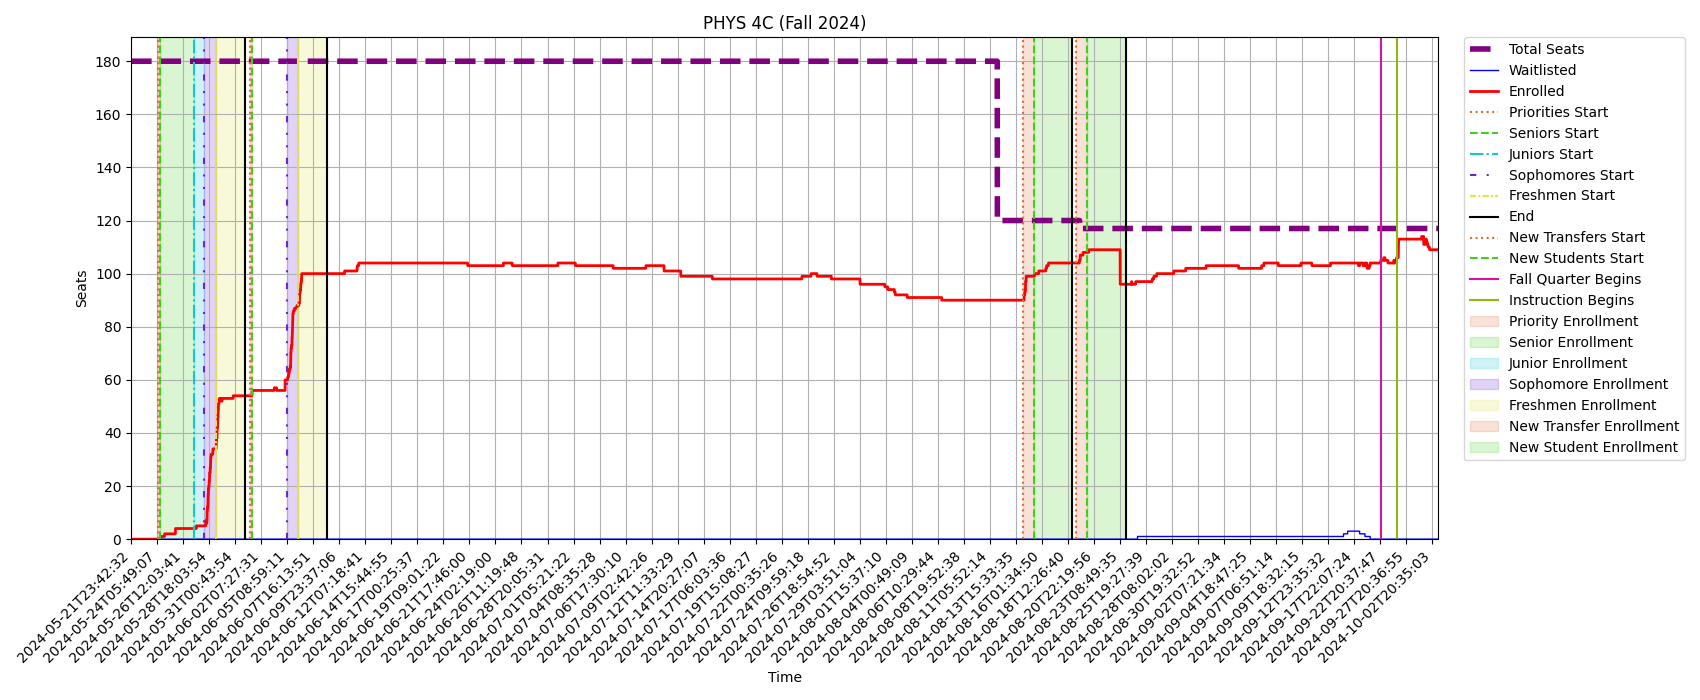 PHYS 4C (Fall 2024)
Seats
180
160
140
120
100
80
60
40
20
0
2024-05-21T23:42:32
2024-05-24T05:49:07
2024-05-26T12:03:41
2024-05-28T18:03:54
2024-05-31T00:43:54
2024-06-02T07:27:31
2024-06-05T08:59:11
2024-06-07T16:13:51
2024-06-09T23:37:06
2024-06-12T07:18:41
2024-06-14T15:44:55
2024-06-17T00:25:37
2024-06-19T09:01:22
2024-06-21T17:46:00
2024-06-24T02:19:00
2024-06-26T11:19:48
2024-06-28T20:05:31
2024-07-01T05:21:22
2024-07-04T08:35:28
2024-07-06T17:30:10
2024-07-09T02:42:26
2024-07-12T11:33:29
2024-07-14T20:27:07
2024-07-17T06:03:36
2024-07-19T15:08:27
2024-07-22T00:35:26
2024-07-24T09:59:18
2024-07-26T18:54:52
2024-07-29T03:51:04
2024-08-01T15:37:10
2024-08-04T00:49:09
2024-08-06T10:29:44
2024-08-08T19:52:38
2024-08-11T05:52:14
2024-08-13T15:33:35
2024-08-16T01:34:50
2024-08-18T12:26:40
2024-08-20T22:19:56
2024-08-23T08:49:35
2024-08-25T19:27:39
2024-08-28T08:02:02
2024-08-30T19:32:52
2024-09-02T07:21:34
2024-09-04T18:47:25
2024-09-07T06:51:14
2024-09-09T18:32:15
2024-09-12T23:35:32
2024-09-17T22:07:24
2024-09-22T20:37:47
2024-09-27T20:36:55
2024-10-02T20:35:03
Time
Total Seats
Waitlisted
Enrolled
Priorities Start
Seniors Start
Juniors Start
Sophomores Start
Freshmen Start
End
New Transfers Start
New Students Start
Fall Quarter Begins
Instruction Begins
Priority Enrollment
Senior Enrollment
Junior Enrollment
Sophomore Enrollment
Freshmen Enrollment
New Transfer Enrollment
New Student Enrollment